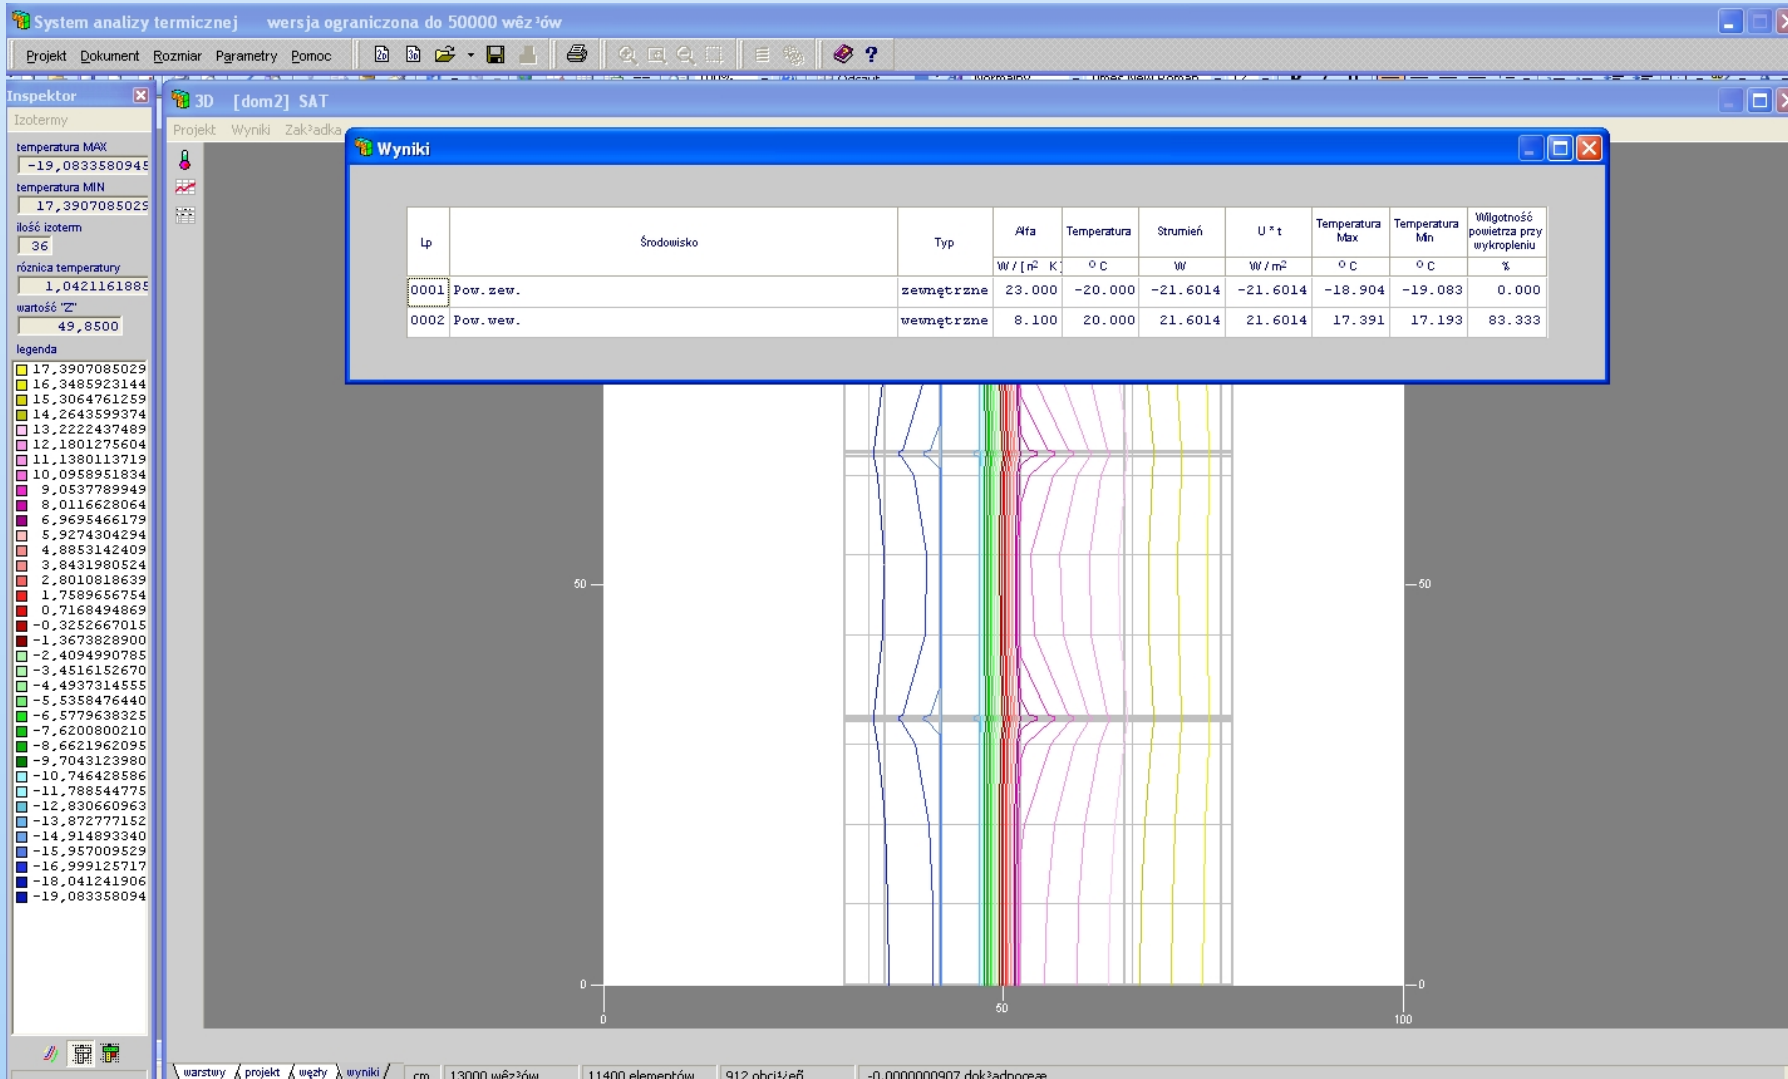 System analizy termicznej wersja ograniczona do 50000 wêz³ów
Projekt Dokument Rozmiar Parametry Pomoc
Inspektor
Izotermy
temperatura MAX
-19,0833580945
temperatura MIN
17,3907085029
ilość izoterm
36
róznica temperatury
1,0421161885
wartość "Z"
49,8500
legenda
17,3907085029
16,3485923144
15,3064761259
14,2643599374
13,2222437489
12,1801275604
11,1380113719
10,0958951834
9,0537789949
8,0116628064
6,9695466179
5,9274304294
4,8853142409
3,8431980524
2,8010818639
1,7589656754
0,7168494869
-0,3252667015
-1,3673828900
-2,4094990785
-3,4516152670
-4,4937314555
-5,5358476440
-6,5779638325
-7,6200800210
-8,6621962095
-9,7043123980
-10,746428586
-11,788544775
-12,830660963
-13,872777152
-14,914893340
-15,957009529
-16,999125717
-18,041241906
-19,083358094
3D [dom2] SAT
Projekt Wyniki Zak³adka
Wyniki
Lp Środowisko Typ Alfa Temperatura Strumień U * t Temperatura Max Temperatura Min Wilgotność powietrza przy wykropleniu
W/[m² K] °C W W/m² °C °C %
0001 Pow.zew. zewnętrzne 23.000 -20.000 -21.6014 -21.6014 -18.904 -19.083 0.000
0002 Pow.wew. wewnętrzne 8.100 20.000 21.6014 21.6014 17.391 17.193 83.333
50 50
0 0
0 50 100
warstwy projekt węzły wyniki cm 13000 wêz³ów 11400 elementów 912 obci¹¿eñ -0.0000000907 dok³adnoœæ